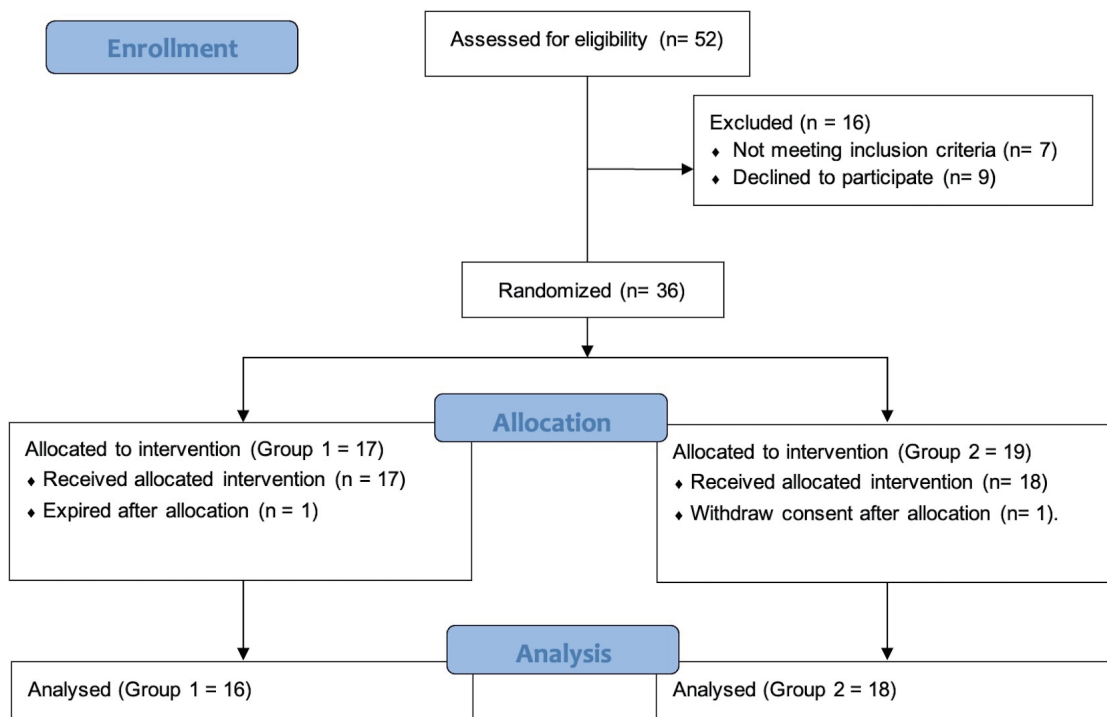 Enrollment
Assessed for eligibility (n= 52)
Excluded (n = 16)
♦ Not meeting inclusion criteria (n= 7)
♦ Declined to participate (n= 9)
Randomized (n= 36)
Allocation
Allocated to intervention (Group 1 = 17)
♦ Received allocated intervention (n = 17)
♦ Expired after allocation (n = 1)
Allocated to intervention (Group 2 = 19)
♦ Received allocated intervention (n= 18)
♦ Withdraw consent after allocation (n= 1).
Analysis
Analysed (Group 1 = 16)
Analysed (Group 2 = 18)